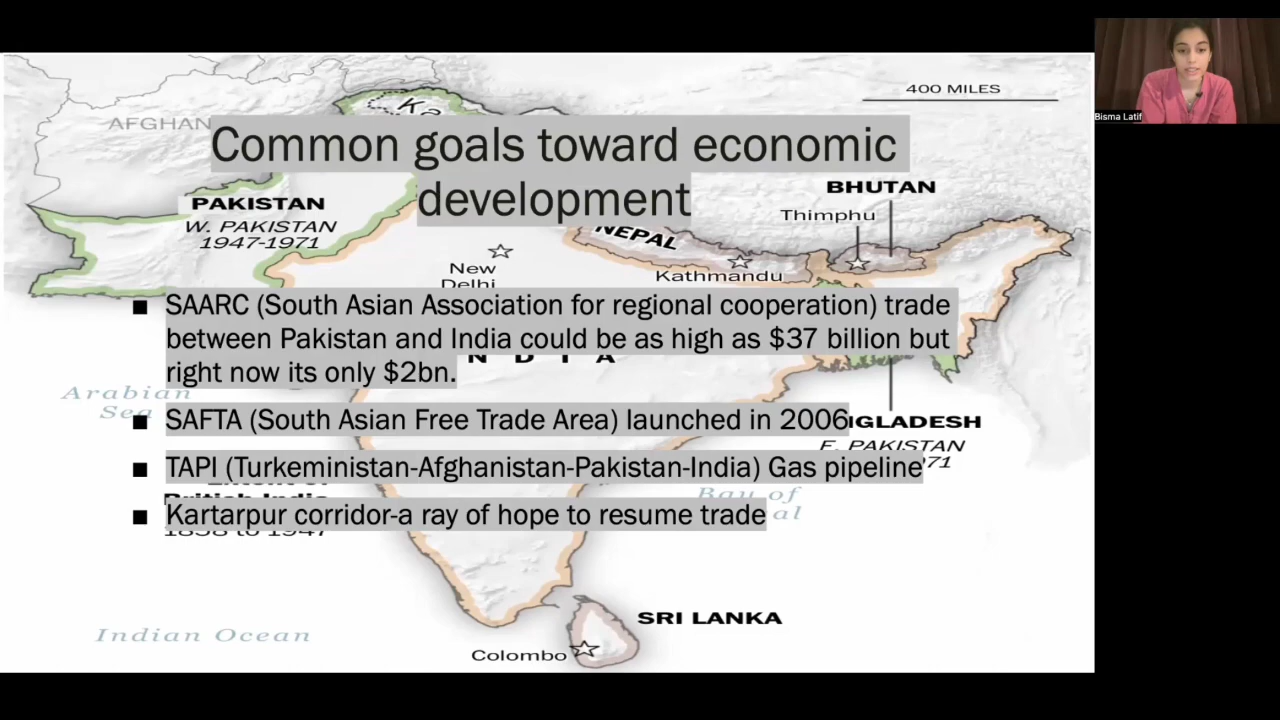 Bisma Latif
400 MILES
AFGHAN
Common goals toward economic
development
BHUTAN
Thimphu
PAKISTAN
W. PAKISTAN
1947-1971
NEPAL
New
Delhi
Kathmandu
■ SAARC (South Asian Association for regional cooperation) trade
between Pakistan and India could be as high as $37 billion but
right now its only $2bn.
N D I A
Arabian
Sea
■ SAFTA (South Asian Free Trade Area) launched in 2006
IGLADESH
E. PAKISTAN
■ TAPI (Turkeministan-Afghanistan-Pakistan-India) Gas pipeline
71
Bay of
al
■ Kartarpur corridor-a ray of hope to resume trade
SRI LANKA
Indian Ocean
Colombo